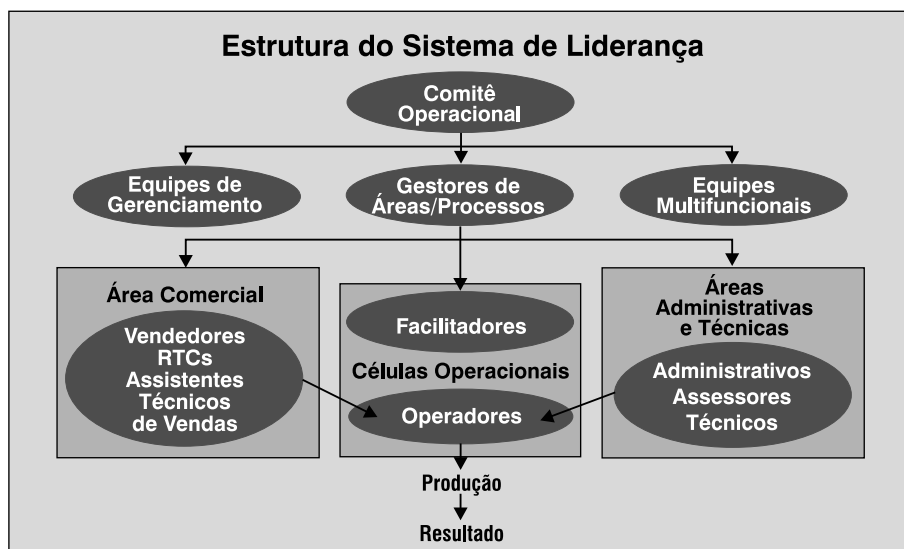 Estrutura do Sistema de Liderança
Comitê
Operacional
Equipes de
Gerenciamento
Gestores de
Áreas/Processos
Equipes
Multifuncionais
Área Comercial
Vendedores
RTCs
Assistentes
Técnicos
de Vendas
Facilitadores
Células Operacionais
Operadores
Áreas
Administrativas
e Técnicas
Administrativos
Assessores
Técnicos
Produção
Resultado